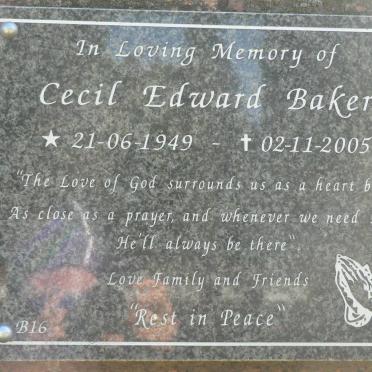 In Loving Memory of
Cecil Edward Baker
★ 21-06-1949 - ✝ 02-11-2005
"The Love of God surrounds us as a heart
As close as a prayer, and whenever we need
He'll always be there".
Love Family and Friends
"Rest in Peace"
B16